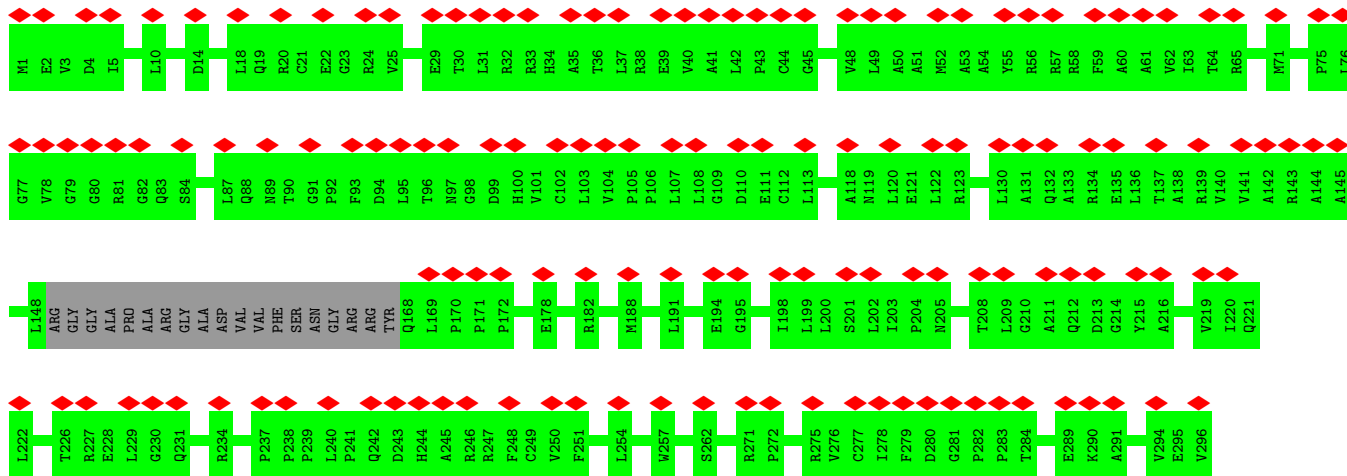 M1 E2 V3 D4 I5 L10 D14 L18 Q19 R20 C21 E22 G23 R24 V25 E29 T30 L31 R32 R33 H34 A35 T36 L37 R38 E39 V40 A41 L42 P43 C44 G45 V48 L49 A50 A51 M52 A53 A54 Y55 R56 R57 R58 F59 A60 A61 V62 I63 T64 R65 M71 P75 L76
G77 V78 G79 G80 R81 G82 Q83 S84 L87 Q88 N89 T90 G91 P92 F93 D94 L95 T96 N97 G98 D99 H100 V101 C102 L103 V104 P105 P106 L107 L108 G109 D110 E111 C112 L113 A118 N119 L120 E121 L122 R123 L130 A131 Q132 A133 R134 E135 L136 T137 A138 R139 V140 V141 A142 R143 A144 A145
L148 ARG GLY GLY ALA PRO ALA ARG GLY ALA ASP VAL VAL PHE SER ASN GLY ARG ARG TYR Q168 L169 P170 P171 P172 E178 R182 M188 L191 E194 G195 I198 L199 L200 S201 L202 I203 P204 N205 T208 L209 G210 A211 Q212 D213 G214 Y215 A216 V219 I220 Q221
L222 T226 R227 E228 L229 G230 Q231 R234 P237 P238 P239 L240 P241 Q242 D243 H244 A245 R246 R247 F248 C249 V250 F251 L254 W257 S262 R271 P272 R275 V276 C277 I278 F279 D280 G281 P282 P283 T284 E289 K290 A291 V294 E295 V296